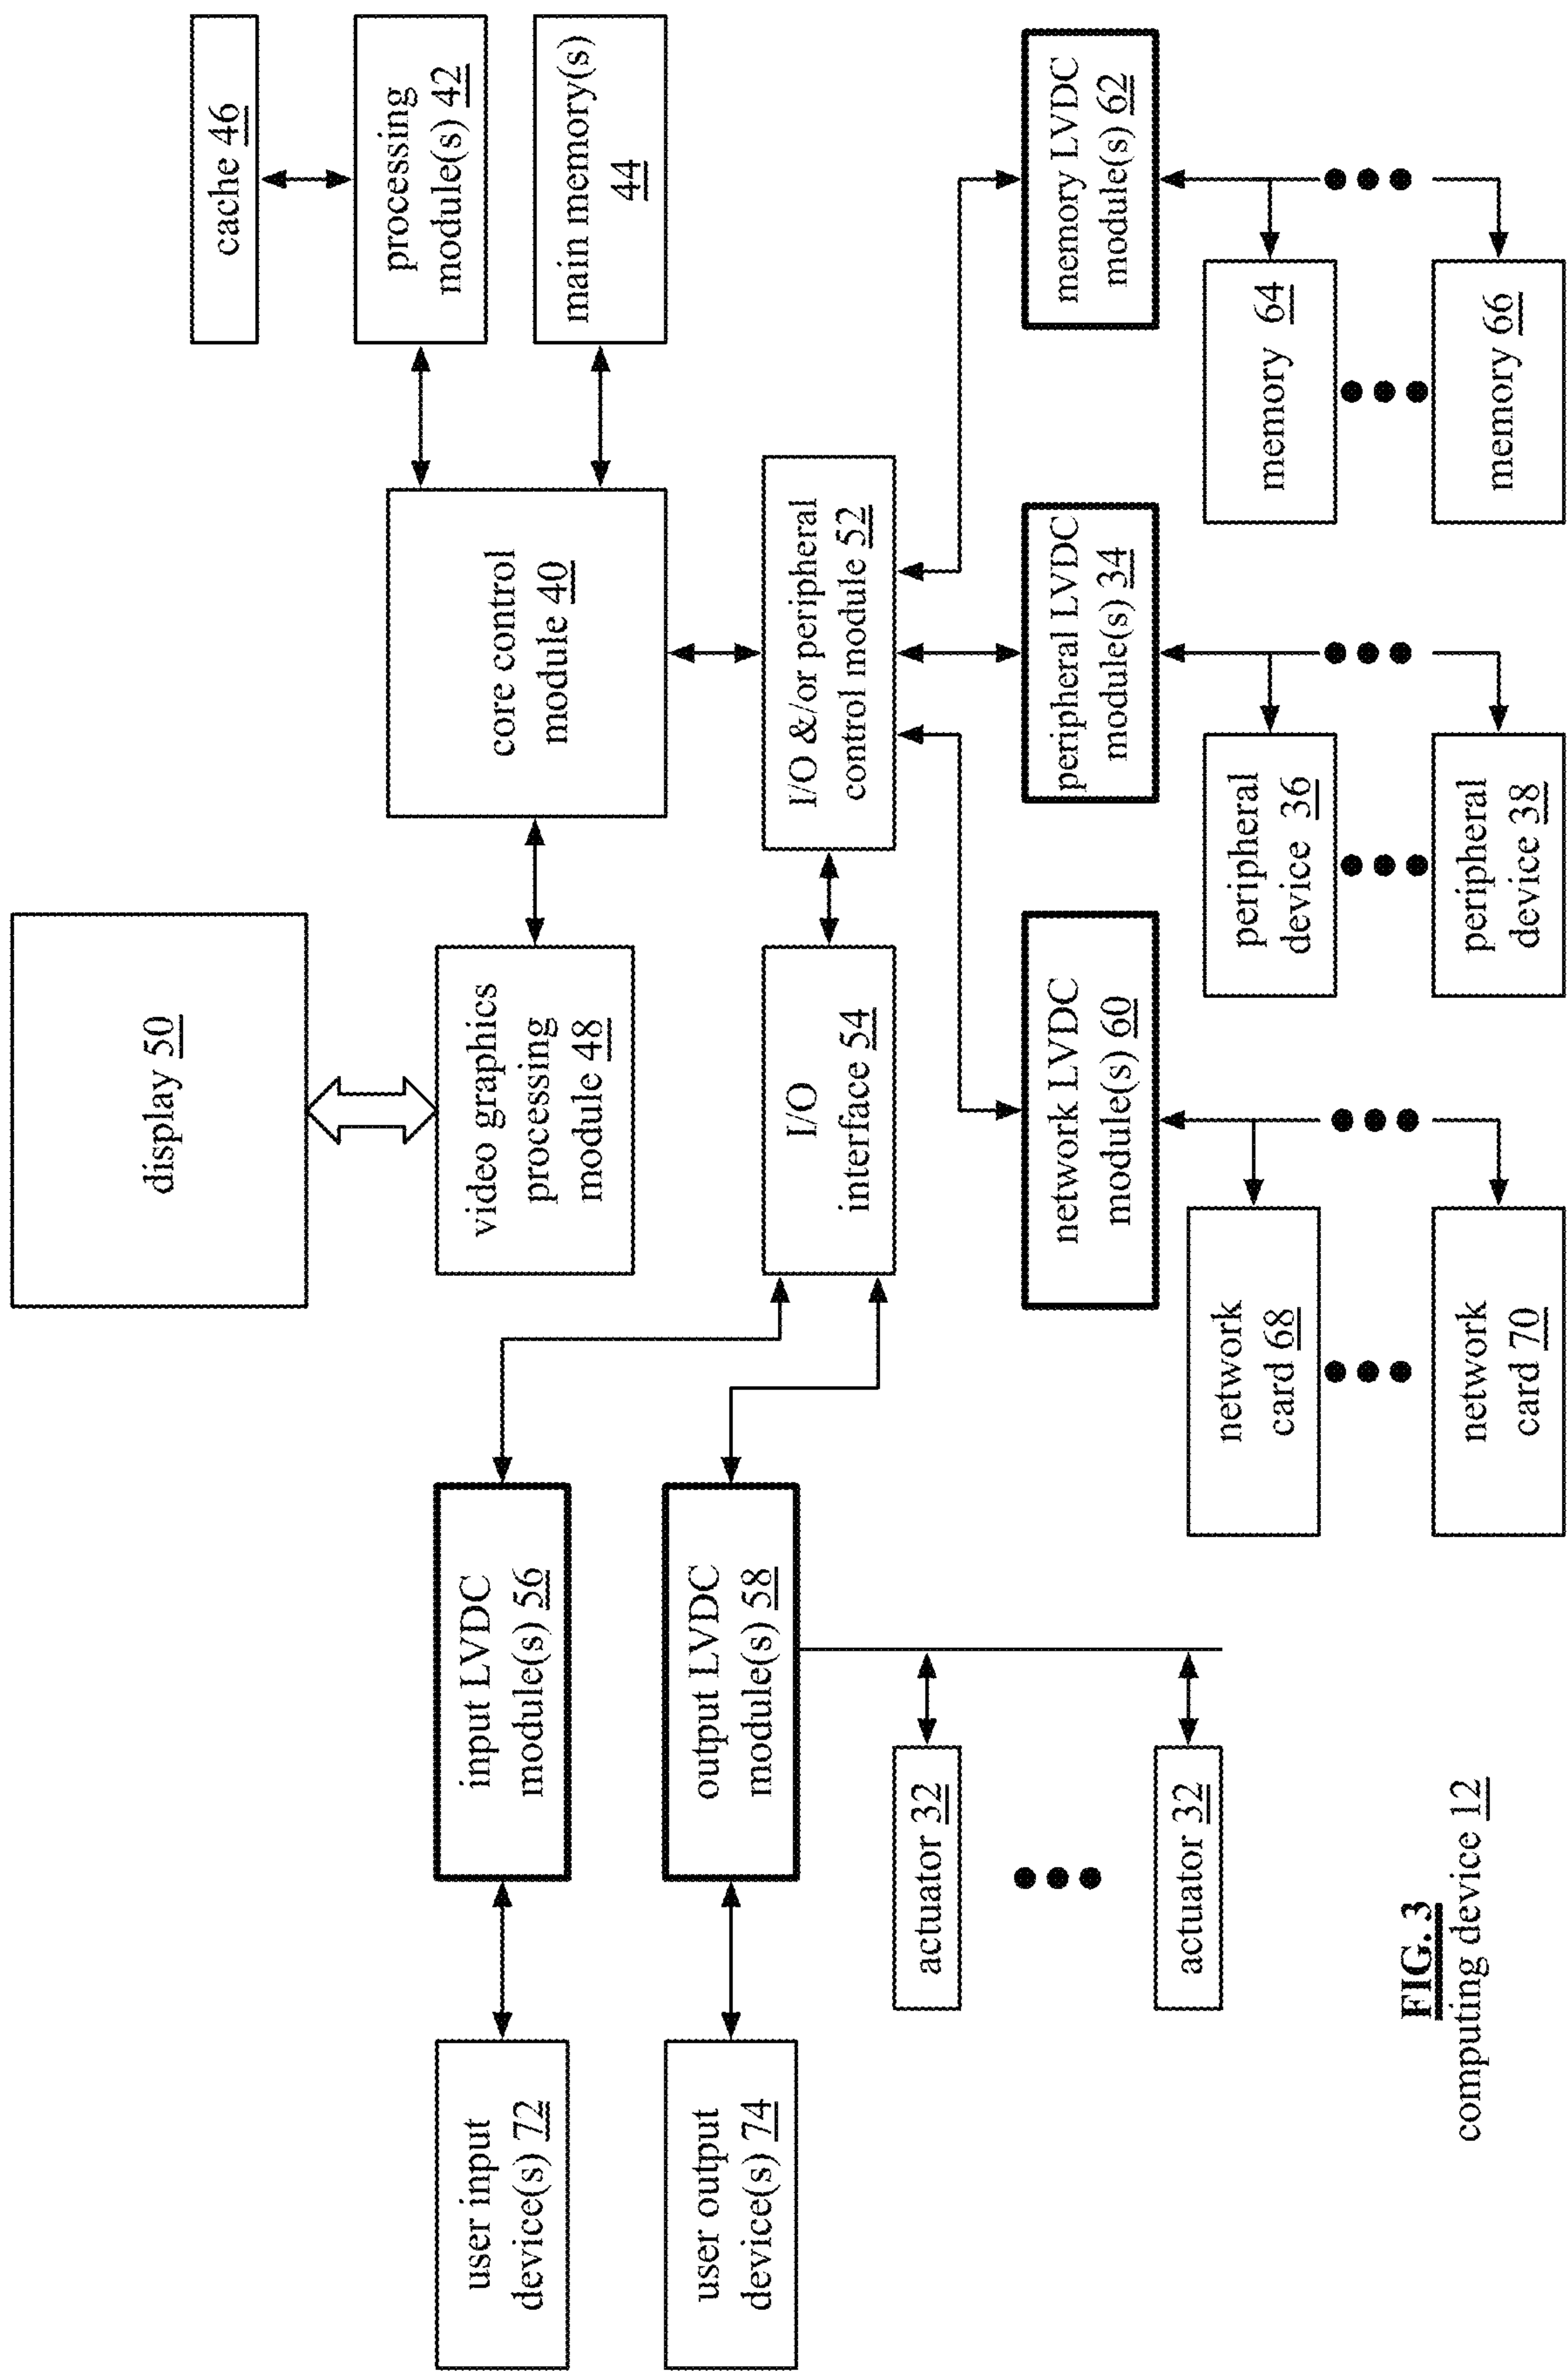 display 50
cache 46
video graphics
processing
module 48
core control
module 40
processing
module(s) 42
main memory(s)
44
user input
device(s) 72
input LVDC
module(s) 56
user output
device(s) 74
output LVDC
module(s) 58
I/O
interface 54
I/O &/or peripheral
control module 52
actuator 32
actuator 32
network LVDC
module(s) 60
peripheral LVDC
module(s) 34
memory LVDC
module(s) 62
network
card 68
peripheral
device 36
memory 64
network
card 70
peripheral
device 38
memory 66
FIG. 3
computing device 12